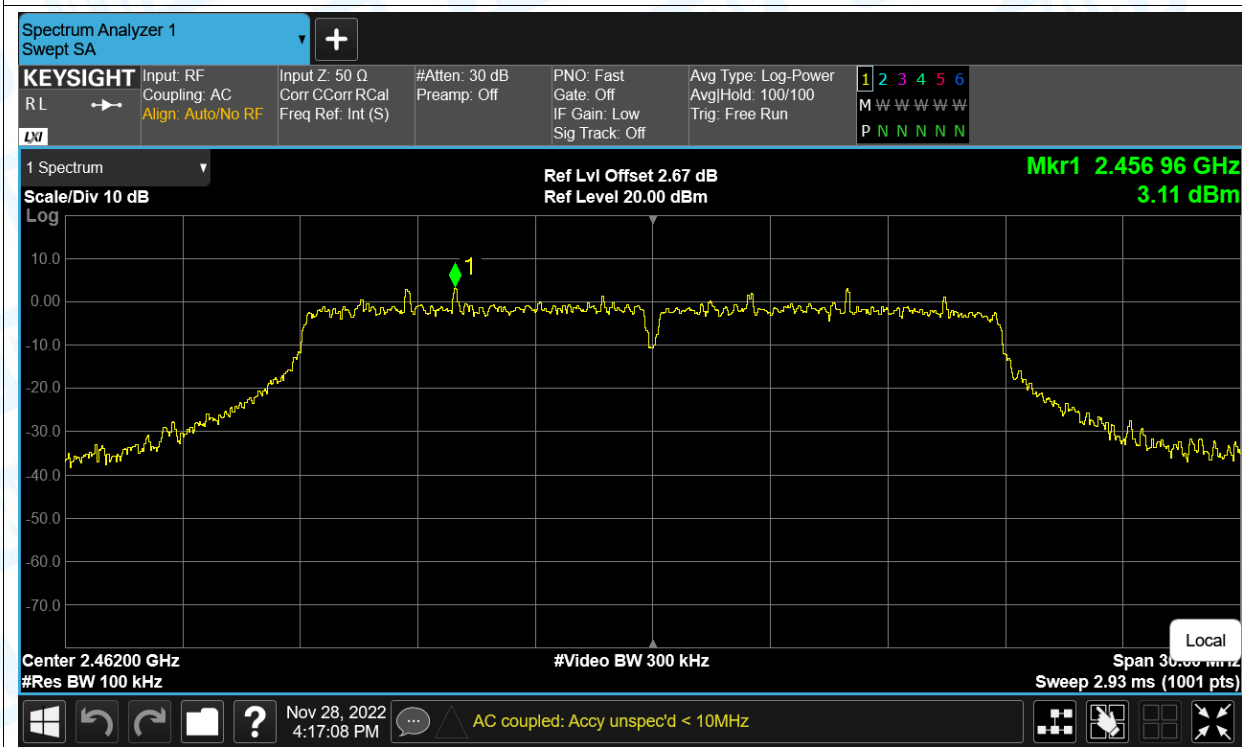 Spectrum Analyzer 1
Swept SA
+
KEYSIGHT
RL
LXI
Input: RF
Coupling: AC
Align: Auto/No RF
Input Z: 50 Ω
Corr CCorr RCal
Freq Ref: Int (S)
#Atten: 30 dB
Preamp: Off
PNO: Fast
Gate: Off
IF Gain: Low
Sig Track: Off
Avg Type: Log-Power
Avg|Hold: 100/100
Trig: Free Run
1 2 3 4 5 6
M W W W W W
P N N N N N
1 Spectrum
Scale/Div 10 dB
Log
Ref Lvl Offset 2.67 dB
Ref Level 20.00 dBm
Mkr1 2.456 96 GHz
3.11 dBm
1
10.0
0.00
-10.0
-20.0
-30.0
-40.0
-50.0
-60.0
-70.0
Local
Center 2.46200 GHz
#Res BW 100 kHz
#Video BW 300 kHz
Span 30.00 MHz
Sweep 2.93 ms (1001 pts)
?
Nov 28, 2022
4:17:08 PM
AC coupled: Accy unspec'd < 10MHz